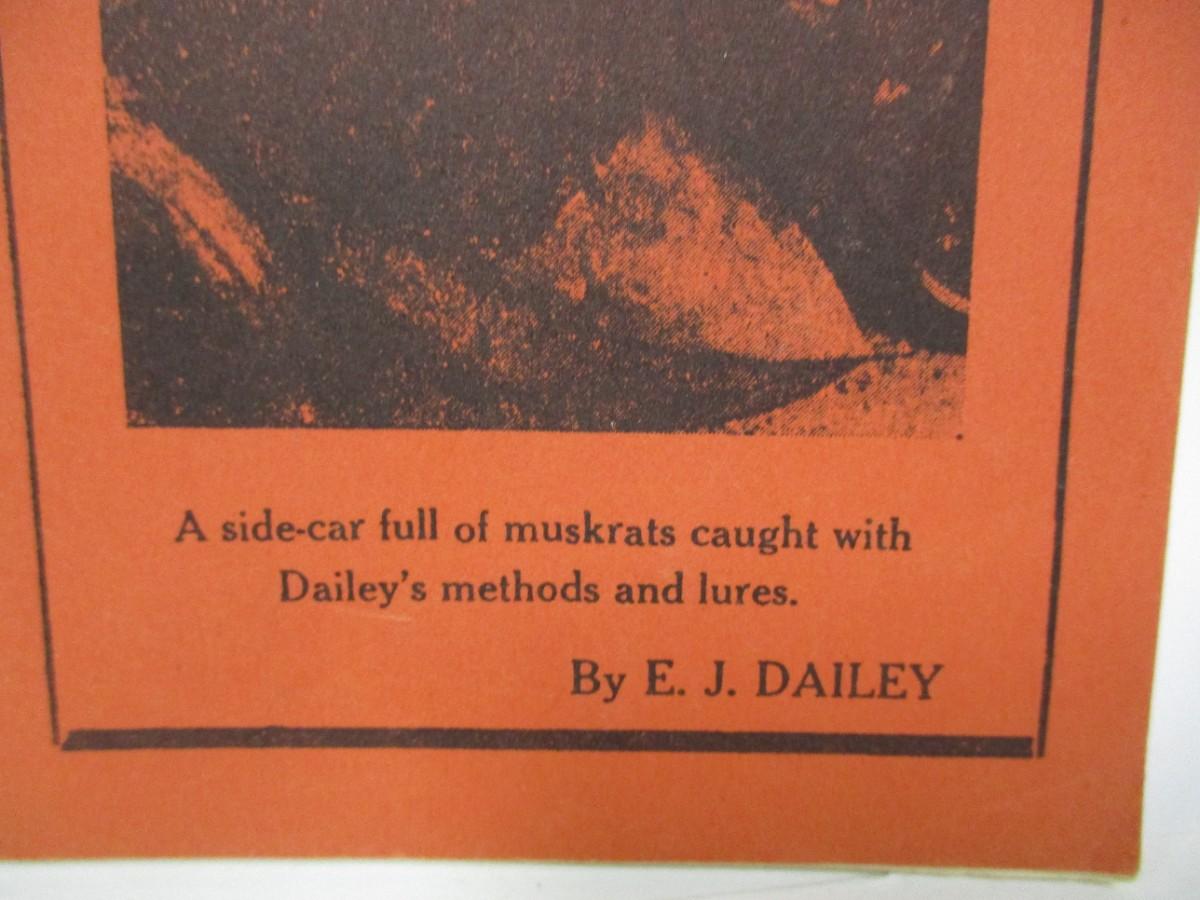 A side-car full of muskrats caught with
Dailey's methods and lures.
By E. J. DAILEY